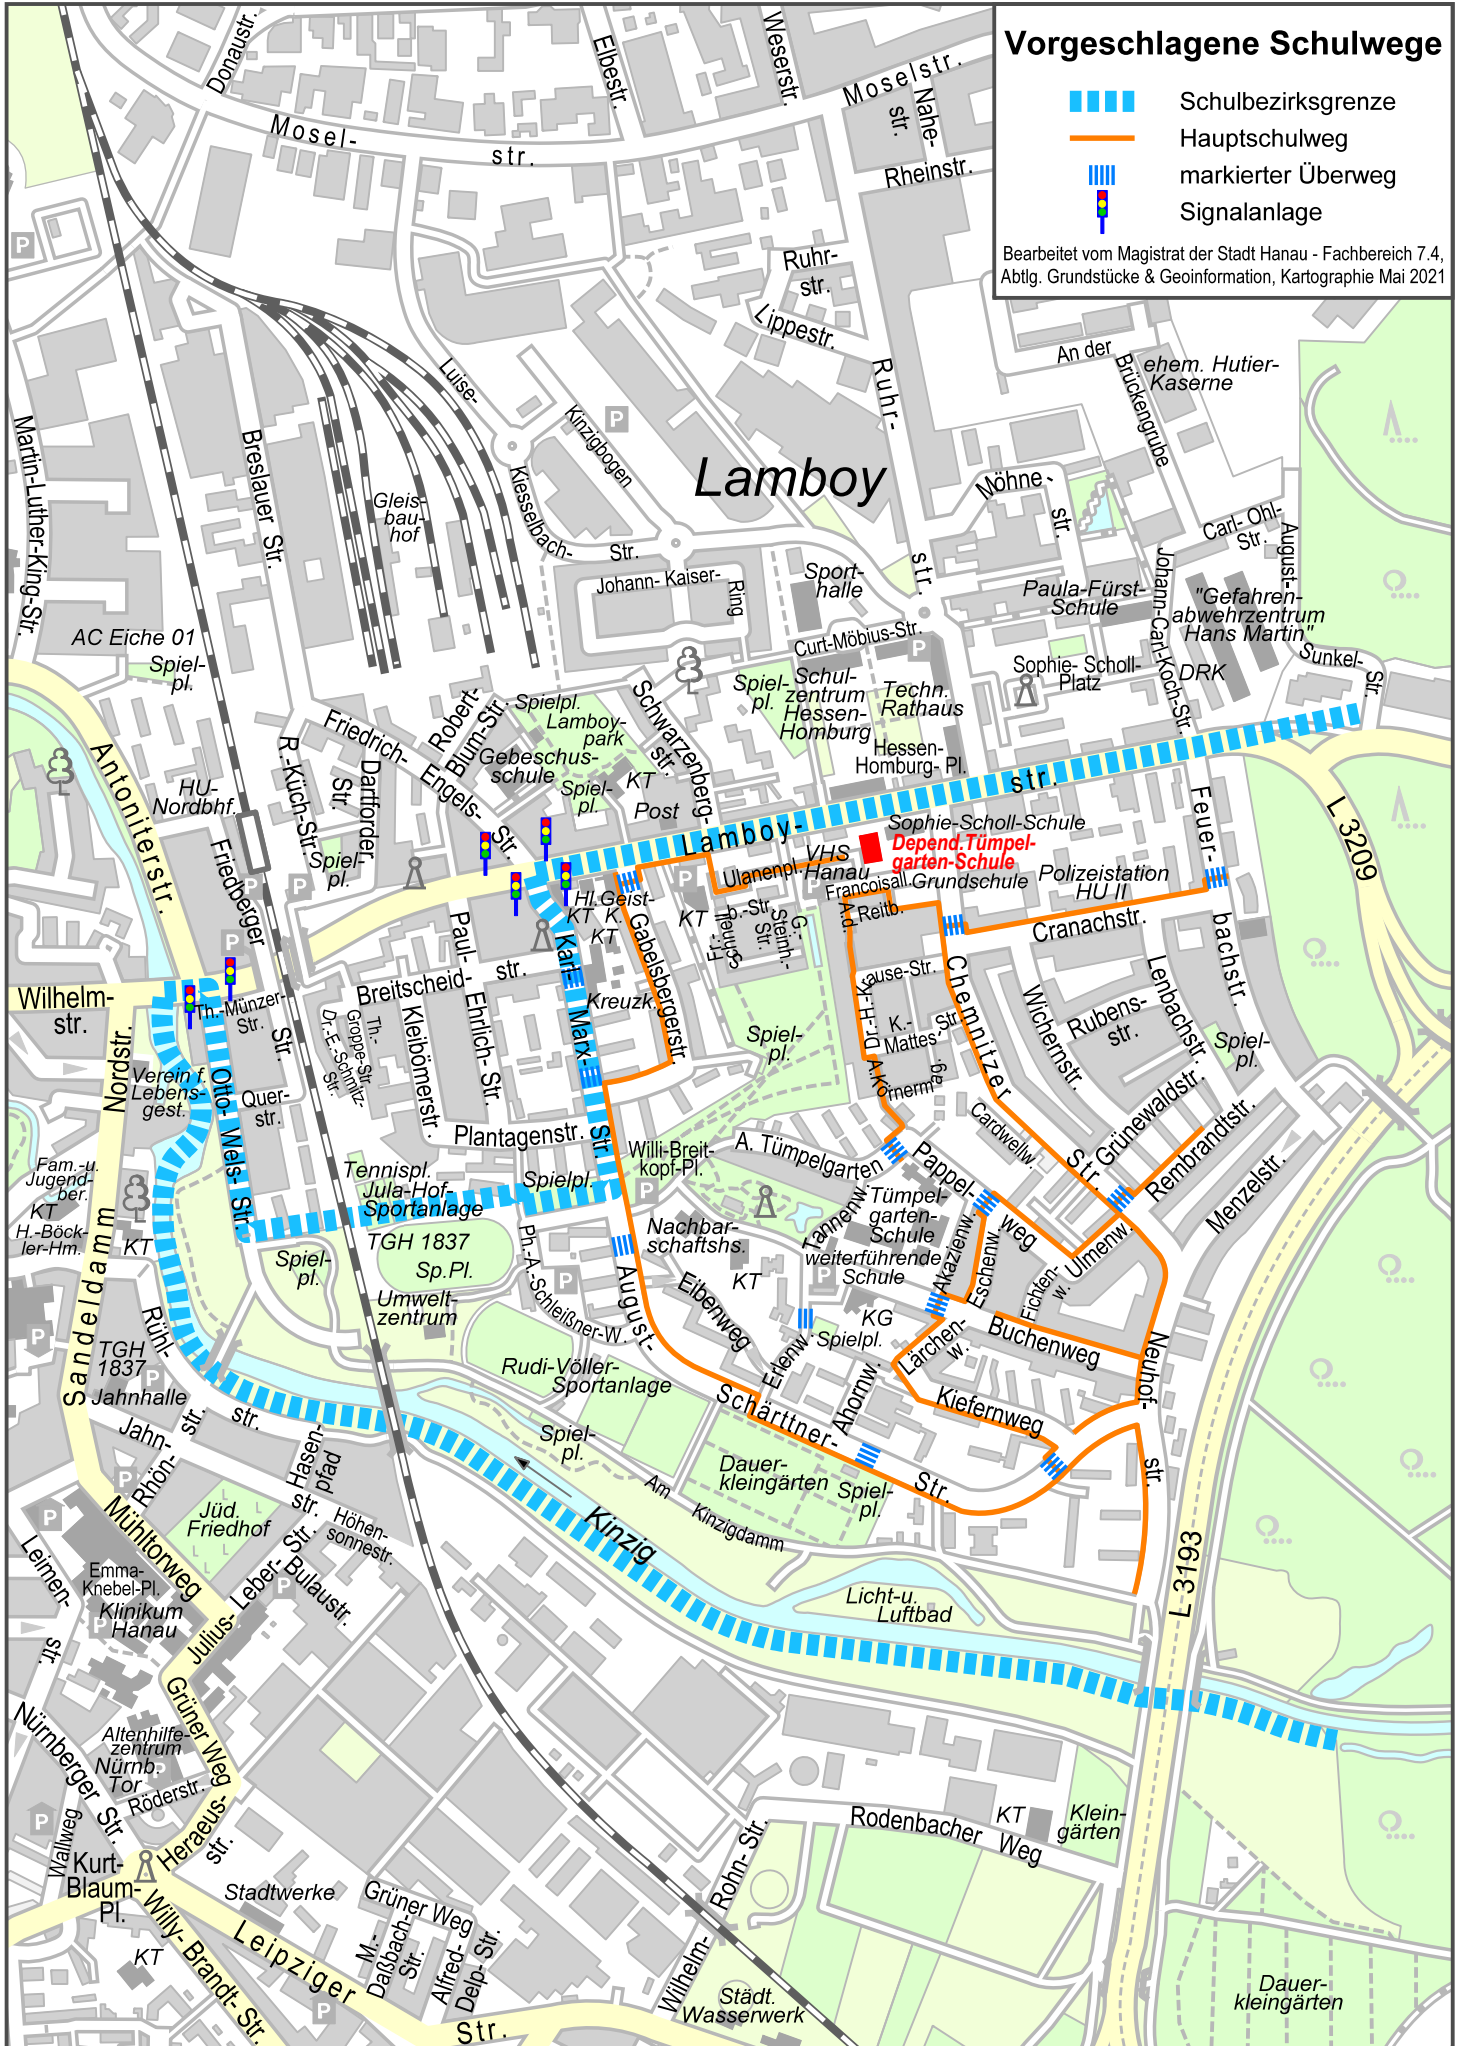 Vorgeschlagene Schulwege
Schulbezirksgrenze
Hauptschulweg
markierter Überweg
Signalanlage
Bearbeitet vom Magistrat der Stadt Hanau - Fachbereich 7.4,
Abtlg. Grundstücke & Geoinformation, Kartographie Mai 2021
Donaustr.
Elbestr.
Weserstr.
Moselstr.
Nahe-
str.
Mosel-
str.
Rheinstr.
P
Ruhr-
str.
Lippestr.
An der
Brückengrube
ehem. Hutier-
Kaserne
Luise-
Kinzigbogen
P
Ruhr-
str.
Martin-Luther-King-Str.
Breslauer Str.
Gleis-
bau-
hof
Kiesselbach-
Str.
Lamboy
Möhne-
str.
Carl- Ohl-
Str.
August-
Sunkel-
Str.
Johann- Kaiser-
Ring
Sport-
halle
Paula-Fürst-
Schule
Johann-Carl-Koch-Str.
"Gefahren-
abwehrzentrum
Hans Martin"
DRK
AC Eiche 01
Spiel-
pl.
Curt-Möbius-Str.
P
Sophie- Scholl-
Platz
Schul-
zentrum
Hessen-
Homburg
Techn.
Rathaus
Spiel-
pl.
Hessen-
Homburg- Pl.
Robert-
Blum-Str.
Spielpl.
Lamboy-
park
Schwarzenberg-
str.
Friedrich-
Engels-
Str.
Gebeschus-
schule
Spiel-
pl.
KT
Post
Antoniterstr.
HU-
Nordbhf.
R.-Küch-Str.
Dartforder
Str.
Spiel-
pl.
Friedberger
Str.
P
P
P
Lamboy-
str.
Feuer-
bachstr.
L 3209
Sophie-Scholl-Schule
Depend.Tümpel-
garten-Schule
VHS
Hanau
Ulanenpl.
Francoisall.
Grundschule
Polizeistation
HU II
Cranachstr.
A.d.
Reitb.
P
P
KT
Hl.Geist-
KT
K.
KT
Kreuzk.
Gabelsbergerstr.
Fr.-
Schnell-
b.-Str.
G.-
Steinh.-
Str.
Karl-
Marx-
Str.
Paul-
Ehrlich- Str.
Breitscheid-
str.
Kleibömerstr.
Th.-
Groppe-Str.
Dr.-E.-Schmitz-
Str.
Plantagenstr.
Wilhelm-
str.
Th.-Münzer-
Str.
Nordstr.
Verein f.
Lebens-
gest.
Otto- Wels- Str.
Quer-
str.
Dr.-H.-
Krause-Str.
K.-
Mattes-Str.
A.Körnerm.
Chemnitzer
Str.
Wichernstr.
Rubens-
str.
Lenbachstr.
Spiel-
pl.
Grünewaldstr.
Rembrandtstr.
Menzelstr.
Cardwellw.
Spiel-
pl.
Willi-Breit-
kopf-Pl.
P
A. Tümpelgarten
Pappel-
weg
Ulmenw.
Tümpel-
garten-
Schule
weiterführende
Schule
Tannenw.
Akazienw.
Eschenw.
Eichten-
w.
Buchenweg
Neuhof-
str.
Lärchen-
w.
Kiefernweg
KG
Spielpl.
P
Nachbar-
schaftshs.
KT
Eibenweg
Erlenw.
Ahornw.
August-
Schärttner-
Str.
Tennispl.
Jula-Hof-
Sportanlage
Spielpl.
TGH 1837
Sp.Pl.
Umwelt-
zentrum
Ph.-A.-Schleißner-W.
P
Rudi-Völler-
Sportanlage
Spiel-
pl.
Fam.-u.
Jugend-
ber.
KT
H.-Böck-
ler-Hm.
KT
Spiel-
pl.
Sandeldamm
Rühl-
str.
TGH
1837
P
Jahnhalle
P
Jahn-
str.
Rhön-
str.
P
Hasen-
pfad
Höhen-
sonnestr.
Jüd.
Friedhof
Dauer-
kleingärten
Spiel-
pl.
Am
Kinzigdamm
Kinzig
Licht-u.
Luftbad
L 3193
P
Mühltorweg
Leimen-
str.
Emma-
Knebel-Pl.
Klinikum
Hanau
P
Julius- Leber- Str.
P
Bulaustr.
Grüner Weg
Altenhilfe-
zentrum
Nürnb.
Tor
P
Röderstr.
Nürnberger Str.
P
Wallweg
Heraeus-
str.
Kurt-
Blaum-
Pl.
Willy- Brandt- Str.
KT
Stadtwerke
Leipziger
Str.
P
Grüner Weg
M.-
Daßbach-
Str.
Alfred-
Delp- Str.
Wilhelm-
Rohn- Str.
Rodenbacher
Weg
KT
Klein-
gärten
Städt.
Wasserwerk
Dauer-
kleingärten